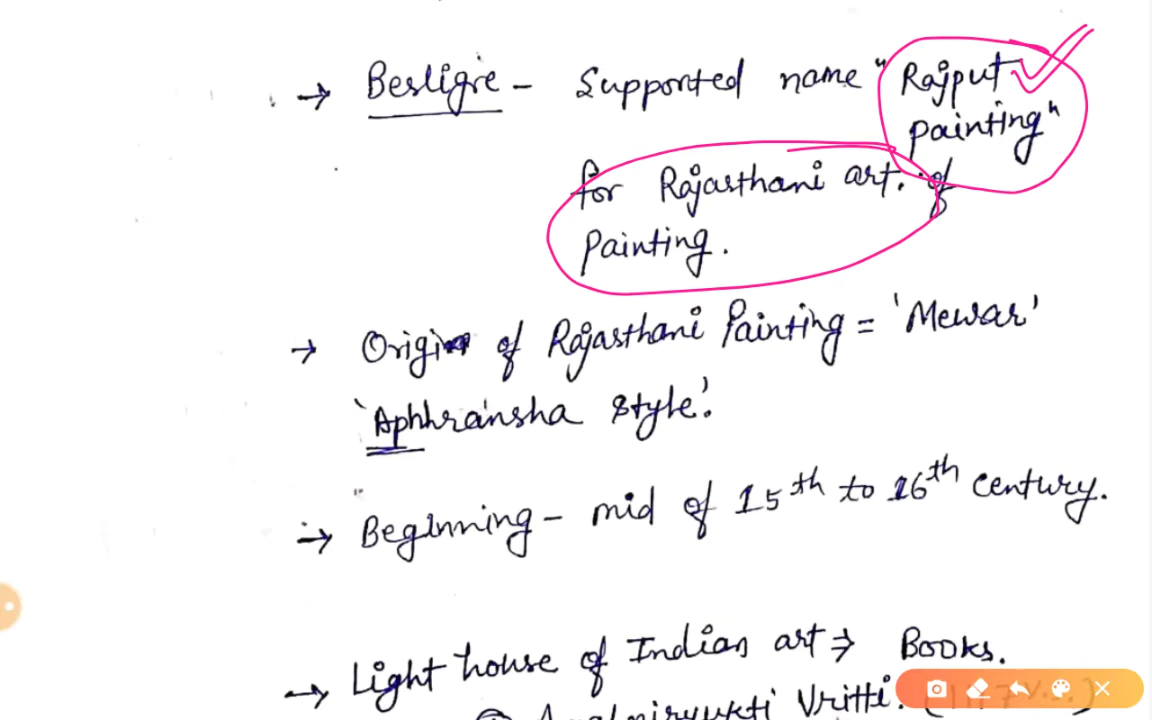 → Besligre - Supported name "Rajput
Painting"
for Rajasthani art. of
Painting.
→ Origin of Rajasthani Painting = 'Mewar'
'Aphhransha style'.
→ Beginning - mid of 15th to 16th century.
→ Light house of Indian art → Books.
Vritti.